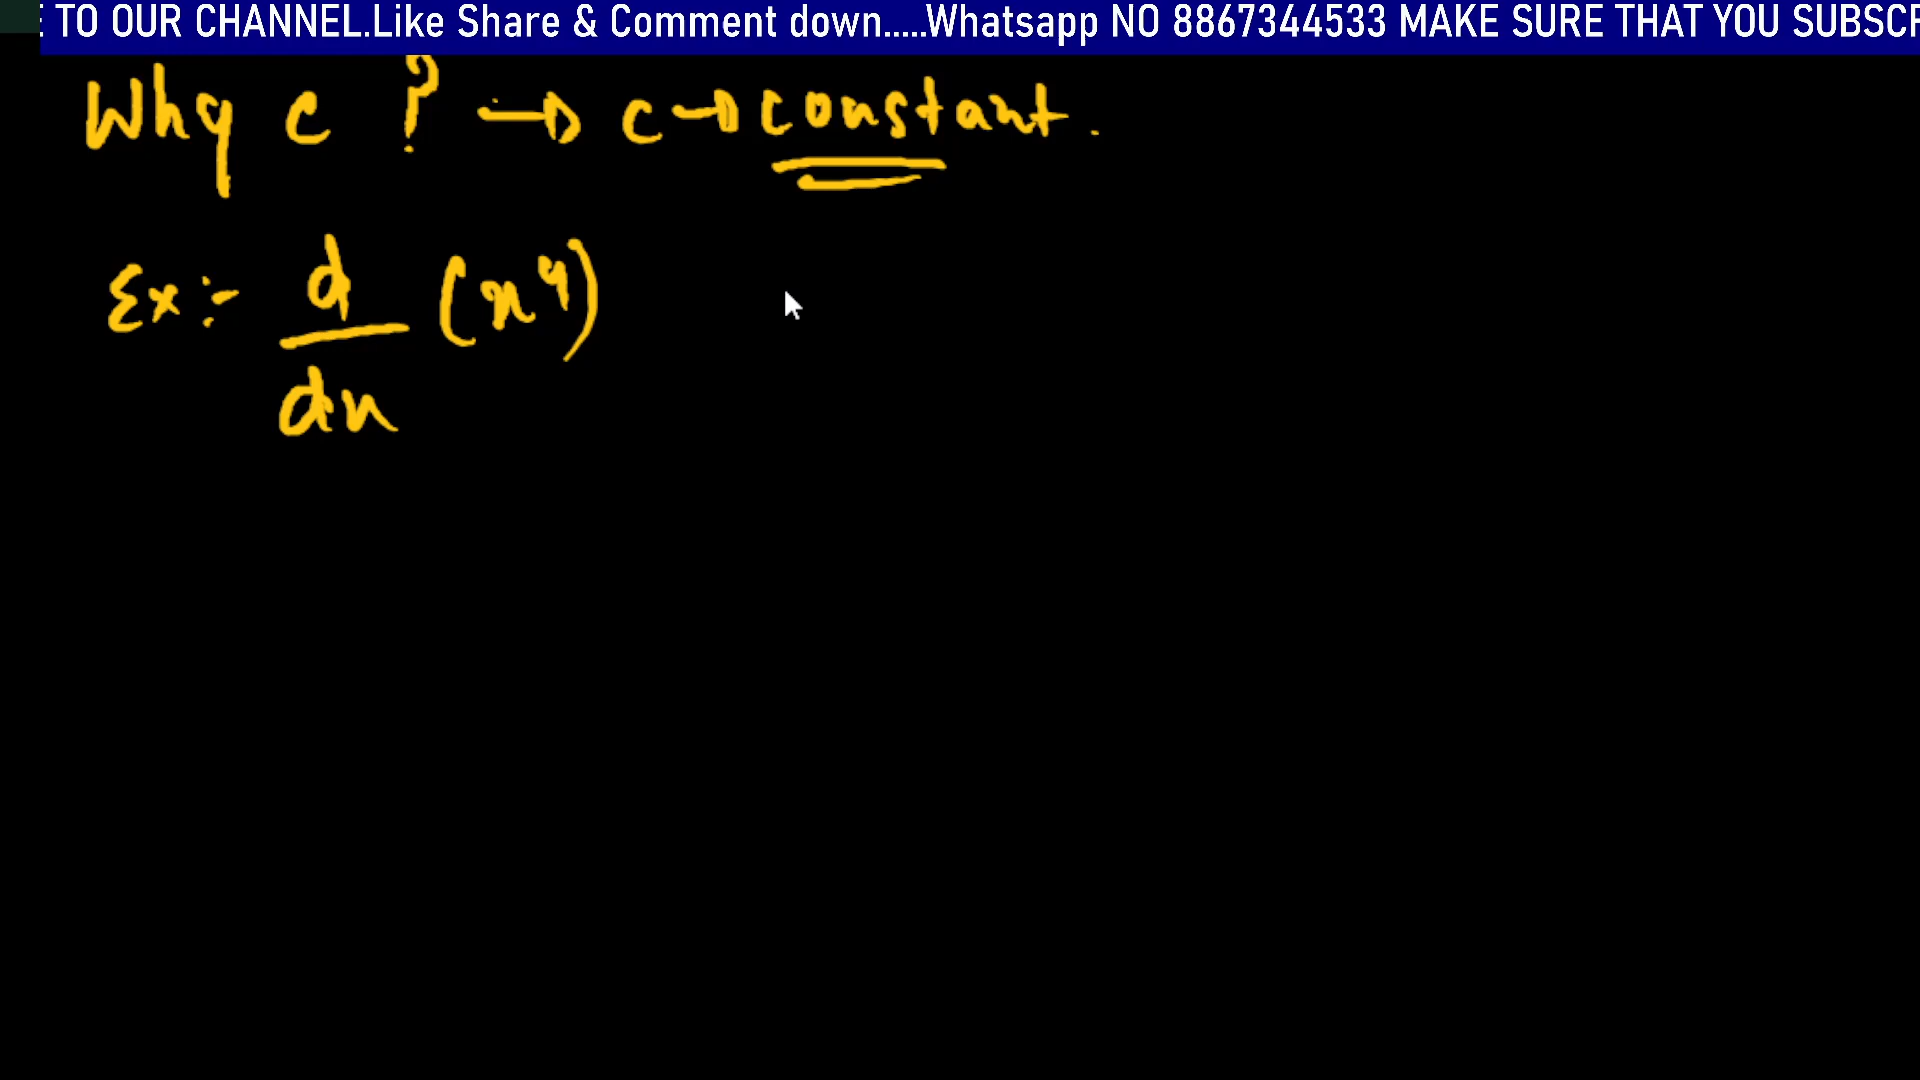 E TO OUR CHANNEL.Like Share & Comment down.....Whatsapp NO 8867344533 MAKE SURE THAT YOU SUBSCR
Why c ? → c→constant.
Ex:- d/dx (x⁴)